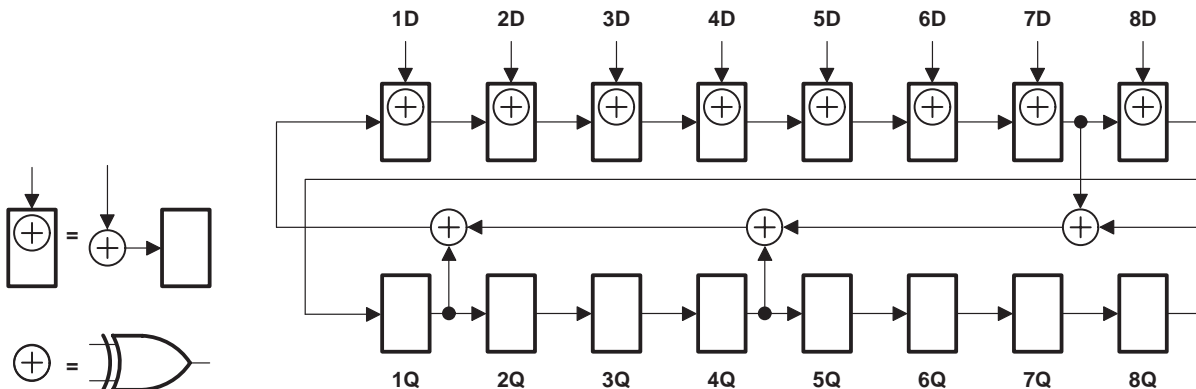 1D 2D 3D 4D 5D 6D 7D 8D
=
=
1Q 2Q 3Q 4Q 5Q 6Q 7Q 8Q